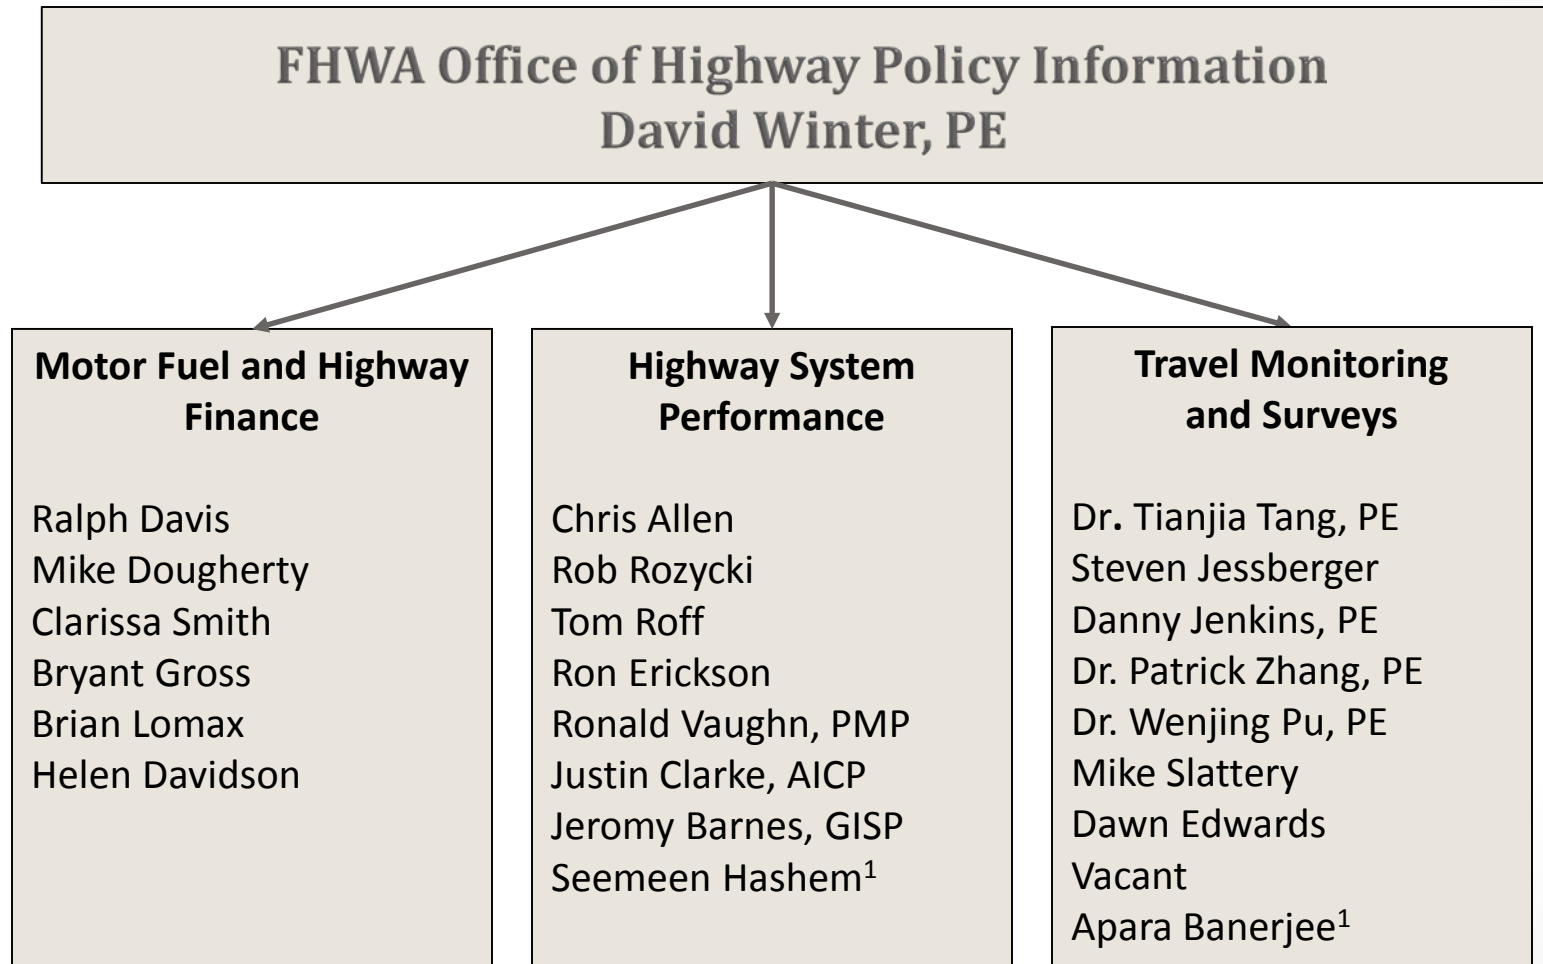 FHWA Office of Highway Policy Information
David Winter, PE
Motor Fuel and Highway
Finance
Ralph Davis
Mike Dougherty
Clarissa Smith
Bryant Gross
Brian Lomax
Helen Davidson
Highway System
Performance
Chris Allen
Rob Rozycki
Tom Roff
Ron Erickson
Ronald Vaughn, PMP
Justin Clarke, AICP
Jeromy Barnes, GISP
Seemeen Hashem¹
Travel Monitoring
and Surveys
Dr. Tianjia Tang, PE
Steven Jessberger
Danny Jenkins, PE
Dr. Patrick Zhang, PE
Dr. Wenjing Pu, PE
Mike Slattery
Dawn Edwards
Vacant
Apara Banerjee¹